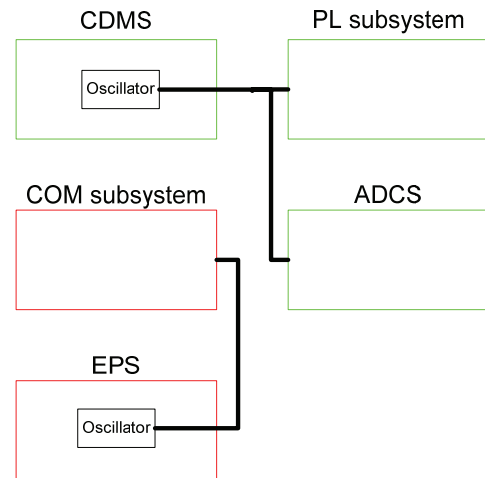 CDMS
PL subsystem
Oscillator
COM subsystem
ADCS
EPS
Oscillator